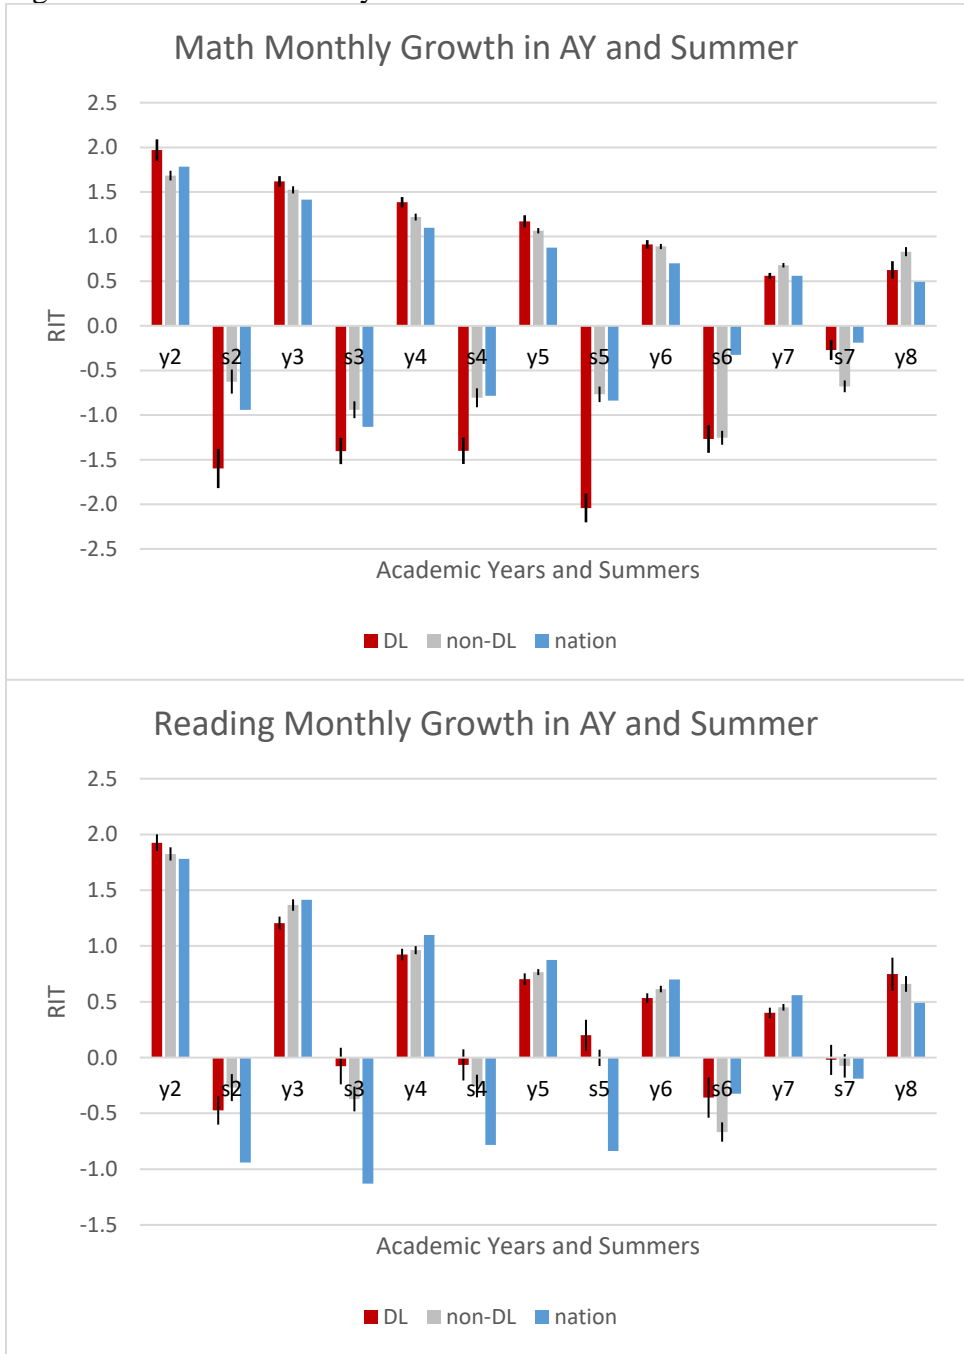 Math Monthly Growth in AY and Summer
2.5
2.0
1.5
1.0
0.5
0.0
-0.5
-1.0
-1.5
-2.0
-2.5
RIT
y2 s2 y3 s3 y4 s4 y5 s5 y6 s6 y7 s7 y8
Academic Years and Summers
DL non-DL nation
Reading Monthly Growth in AY and Summer
2.5
2.0
1.5
1.0
0.5
0.0
-0.5
-1.0
-1.5
RIT
y2 s2 y3 s3 y4 s4 y5 s5 y6 s6 y7 s7 y8
Academic Years and Summers
DL non-DL nation